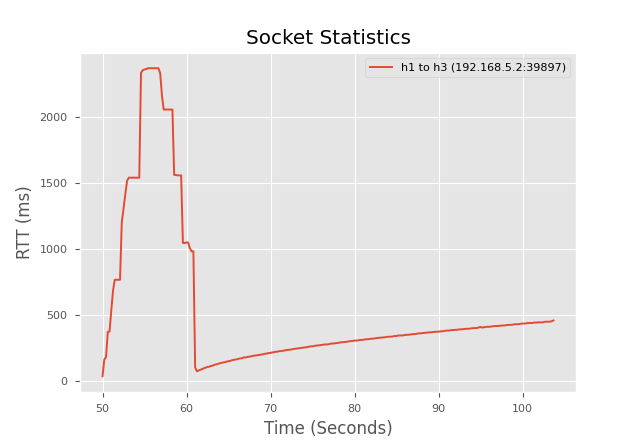 Socket Statistics
h1 to h3 (192.168.5.2:39897)
RTT (ms)
2000
1500
1000
500
0
50 60 70 80 90 100
Time (Seconds)